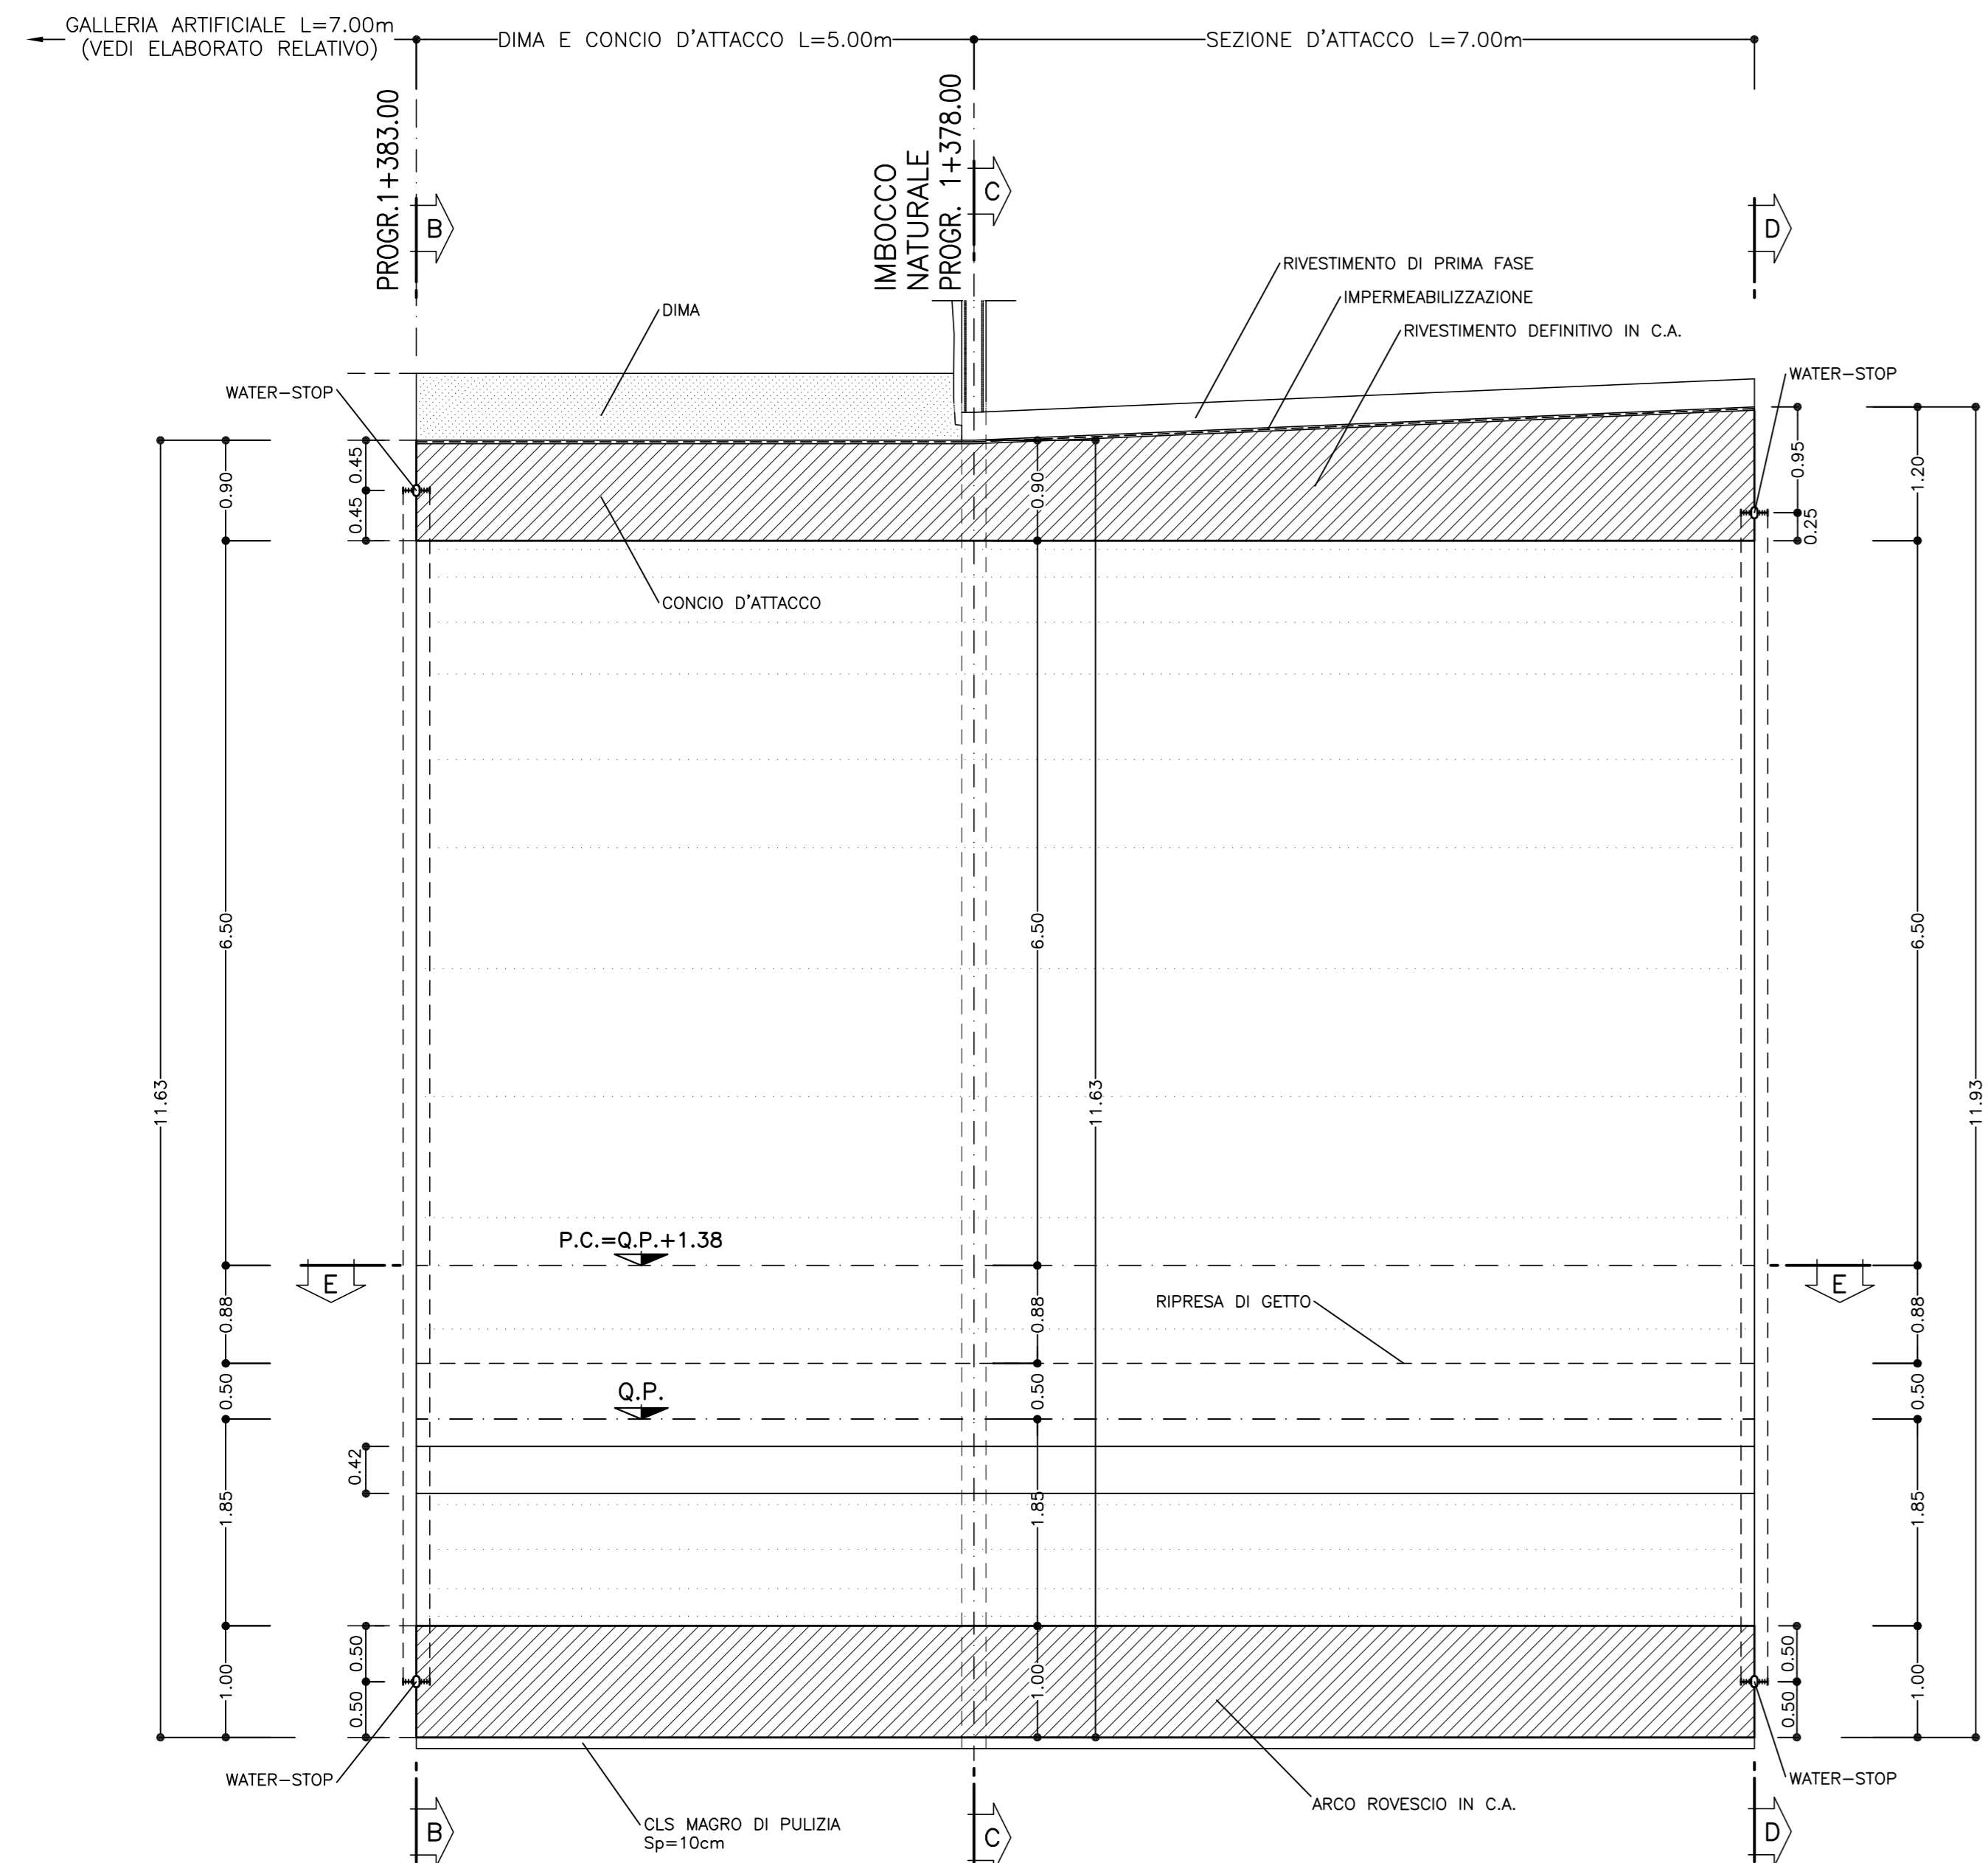 GALLERIA ARTIFICIALE L=7.00m
(VEDI ELABORATO RELATIVO)
DIMA E CONCIO D'ATTACCO L=5.00m
SEZIONE D'ATTACCO L=7.00m
PROGR.1+383.00
IMBOCCO
NATURALE
PROGR. 1+378.00
B
C
D
RIVESTIMENTO DI PRIMA FASE
IMPERMEABILIZZAZIONE
RIVESTIMENTO DEFINITIVO IN C.A.
DIMA
WATER-STOP
WATER-STOP
0.90
0.45
0.45
0.90
0.95
0.25
1.20
CONCIO D'ATTACCO
6.50
6.50
6.50
11.63
11.63
11.93
P.C.=Q.P.+1.38
E
E
RIPRESA DI GETTO
0.88
0.88
0.88
0.50
0.50
0.50
Q.P.
0.42
1.85
1.85
1.85
0.50
0.50
1.00
1.00
0.50
0.50
1.00
WATER-STOP
WATER-STOP
CLS MAGRO DI PULIZIA
Sp=10cm
ARCO ROVESCIO IN C.A.
B
C
D